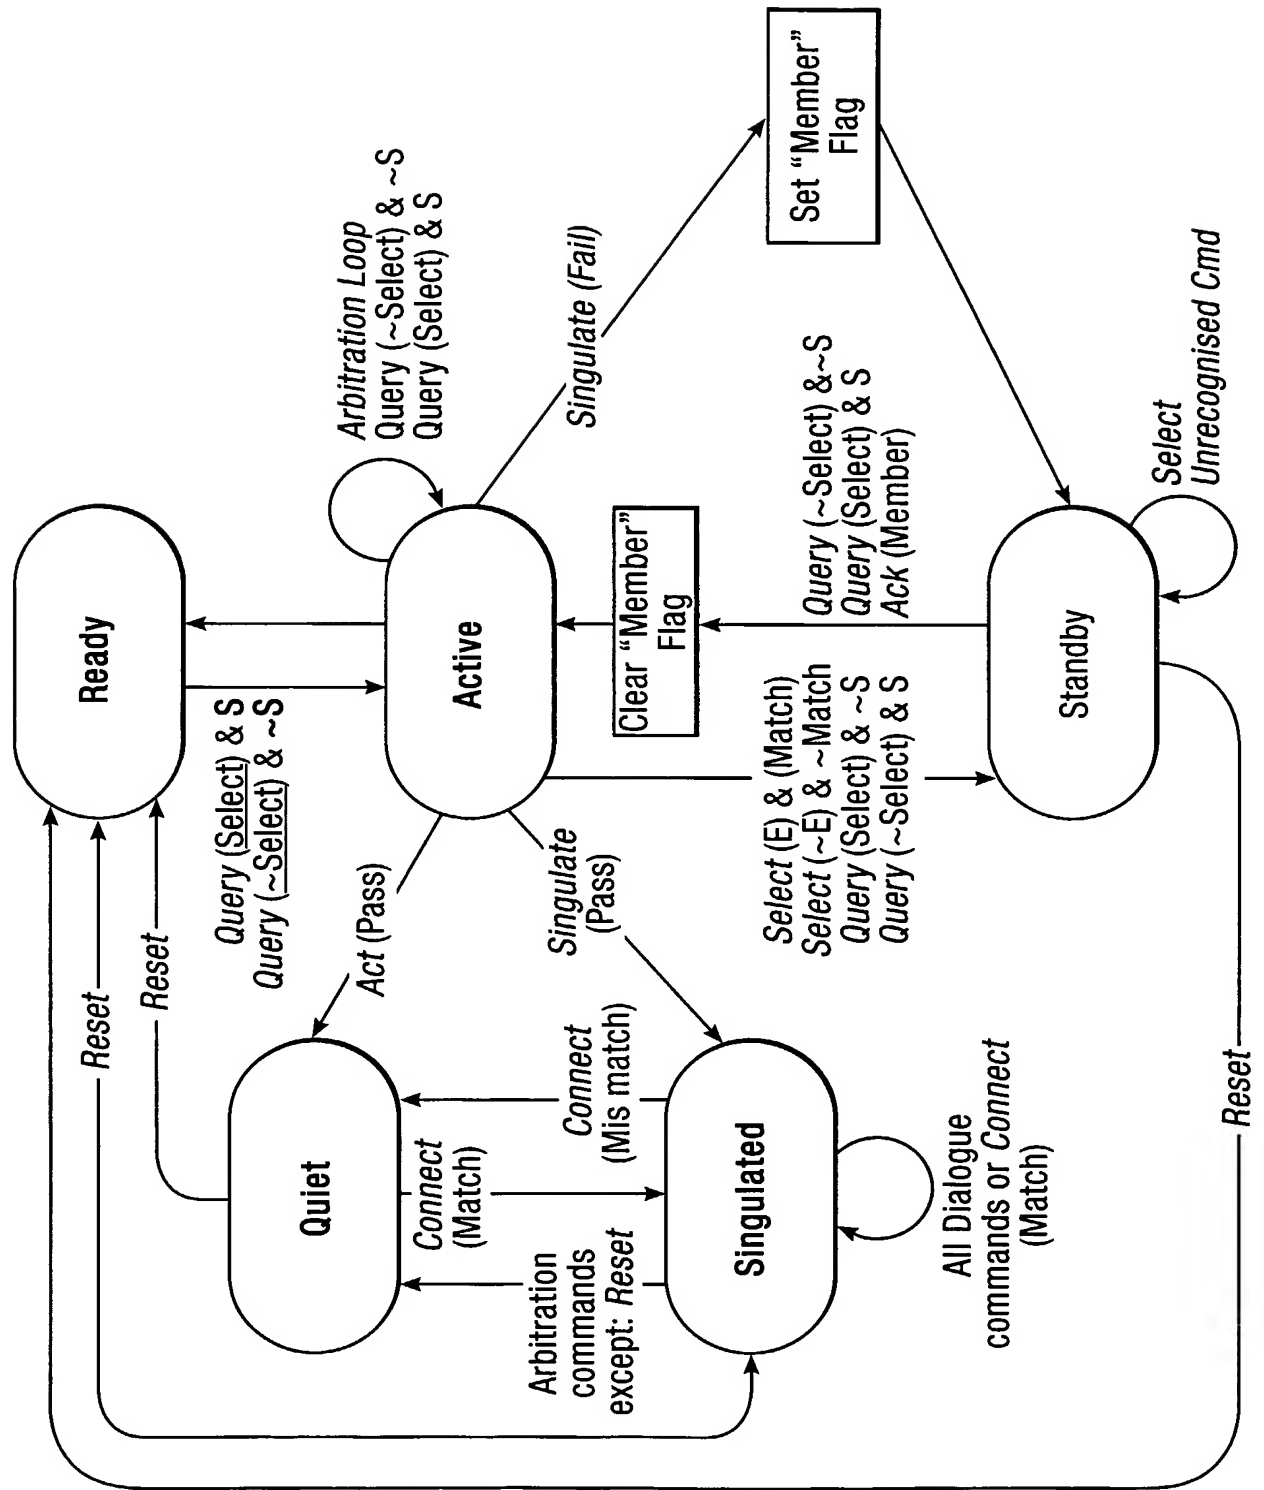 Ready
Reset
Reset
Query (Select) & S
Query (~Select) & ~S
Arbitration Loop
Query (~Select) & ~S
Query (Select) & S
Active
Act (Pass)
Singulate
(Pass)
Singulate (Fail)
Set “Member”
Flag
Clear “Member”
Flag
Quiet
Connect
(Match)
Connect
(Mis match)
Arbitration
commands
except: Reset
Singulated
All Dialogue
commands or Connect
(Match)
Select (E) & (Match)
Select (~E) & ~Match
Query (Select) & ~S
Query (~Select) & S
Query (~Select) &~S
Query (Select) & S
Ack (Member)
Standby
Select
Unrecognised Cmd
Reset